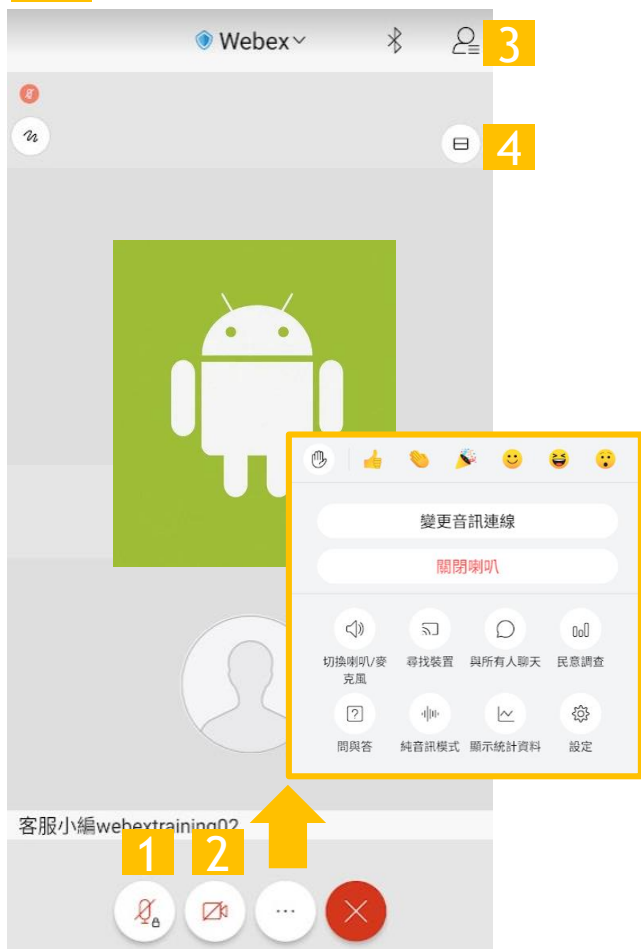 Webex
3
4
變更音訊連線
關閉喇叭
切換喇叭/麥
克風
尋找裝置
與所有人聊天
民意調查
問與答
純音訊模式
顯示統計資料
設定
客服小編webextraining02
1
2